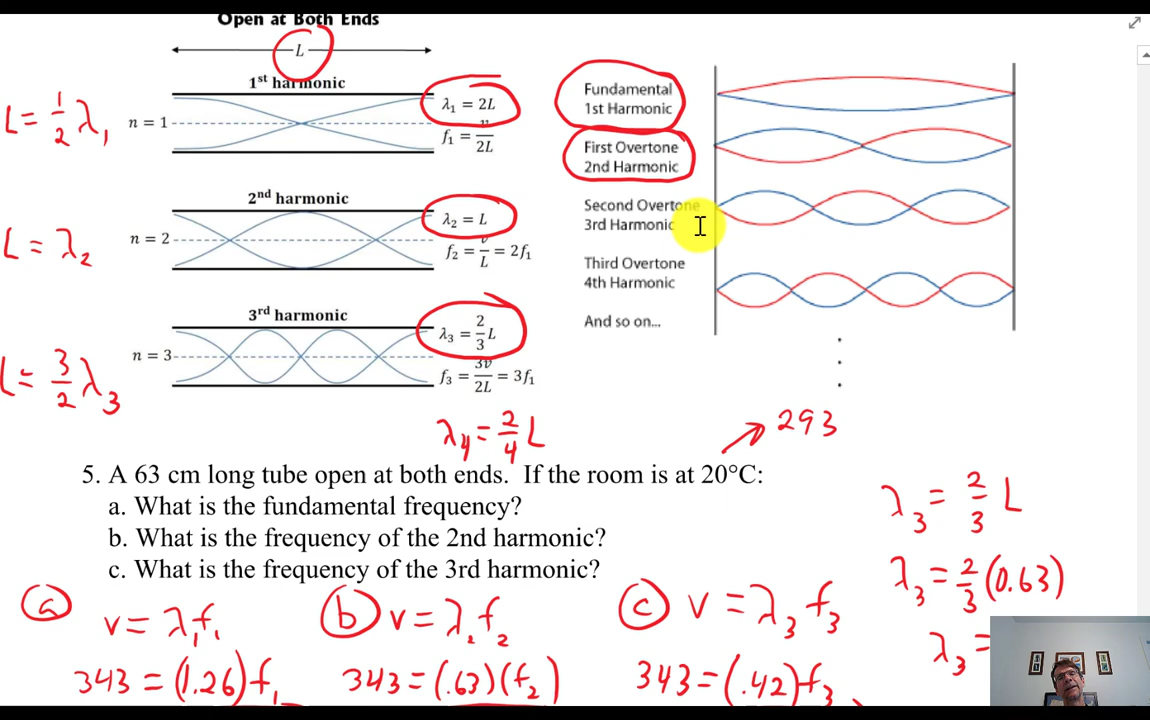 Open at Both Ends
L
1st harmonic
L = 1/2 λ1
n = 1
λ1 = 2L
f1 = v/2L
2nd harmonic
L = λ2
n = 2
λ2 = L
f2 = v/L = 2f1
3rd harmonic
L = 3/2 λ3
n = 3
λ3 = 2/3 L
f3 = 3v/2L = 3f1
λ4 = 2/4 L
Fundamental
1st Harmonic
First Overtone
2nd Harmonic
Second Overtone
3rd Harmonic
Third Overtone
4th Harmonic
And so on...
293
5. A 63 cm long tube open at both ends. If the room is at 20°C:
a. What is the fundamental frequency?
b. What is the frequency of the 2nd harmonic?
c. What is the frequency of the 3rd harmonic?
λ3 = 2/3 L
λ3 = 2/3 (0.63)
λ3 =
a v = λ1f1
343 = (1.26)f1
b v = λ2f2
343 = (.63)(f2)
c v = λ3f3
343 = (.42)f3